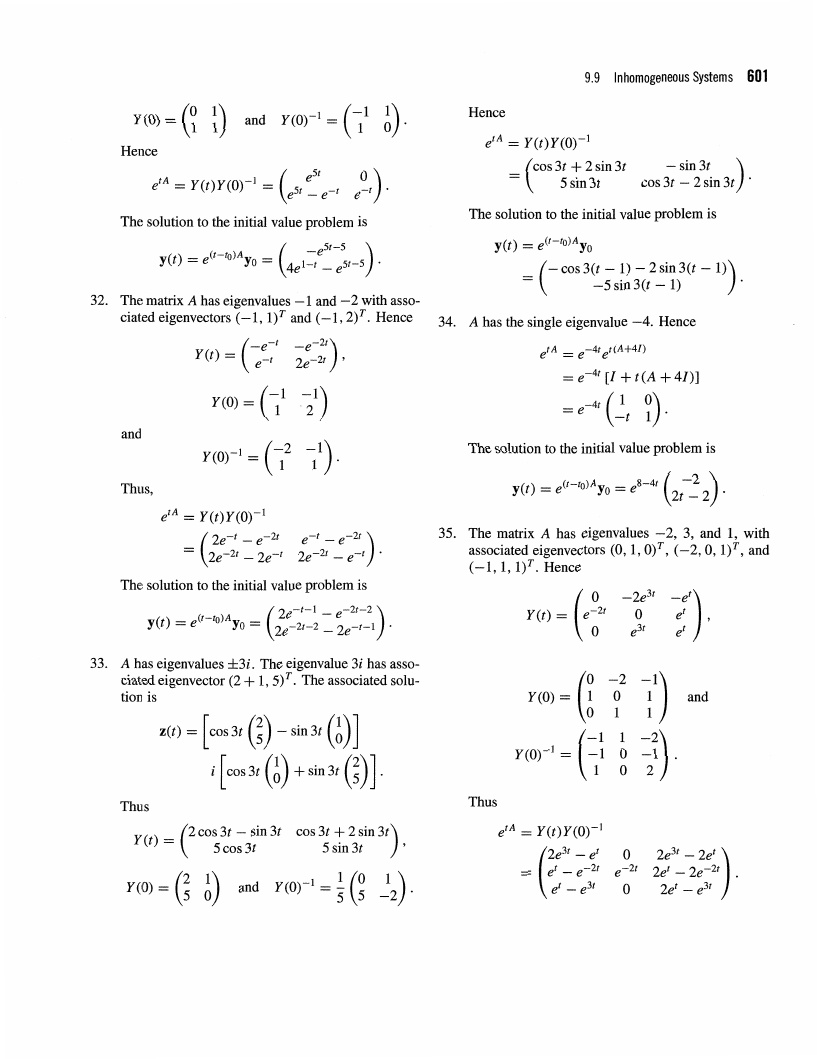 9.9 Inhomogeneous Systems 601
Y(0) = \begin{pmatrix} 0 & 1 \\ 1 & 1 \end{pmatrix} and Y(0)^{-1} = \begin{pmatrix} -1 & 1 \\ 1 & 0 \end{pmatrix}.
Hence
e^{tA} = Y(t)Y(0)^{-1} = \begin{pmatrix} e^{5t} & 0 \\ e^{5t} - e^{-t} & e^{-t} \end{pmatrix}.
The solution to the initial value problem is
y(t) = e^{(t-t_0)A}y_0 = \begin{pmatrix} -e^{5t-5} \\ 4e^{1-t} - e^{5t-5} \end{pmatrix}.
32. The matrix A has eigenvalues −1 and −2 with asso-
ciated eigenvectors (−1, 1)^T and (−1, 2)^T. Hence
Y(t) = \begin{pmatrix} -e^{-t} & -e^{-2t} \\ e^{-t} & 2e^{-2t} \end{pmatrix},
Y(0) = \begin{pmatrix} -1 & -1 \\ 1 & 2 \end{pmatrix}
and
Y(0)^{-1} = \begin{pmatrix} -2 & -1 \\ 1 & 1 \end{pmatrix}.
Thus,
e^{tA} = Y(t)Y(0)^{-1}
= \begin{pmatrix} 2e^{-t} - e^{-2t} & e^{-t} - e^{-2t} \\ 2e^{-2t} - 2e^{-t} & 2e^{-2t} - e^{-t} \end{pmatrix}.
The solution to the initial value problem is
y(t) = e^{(t-t_0)A}y_0 = \begin{pmatrix} 2e^{-t-1} - e^{-2t-2} \\ 2e^{-2t-2} - 2e^{-t-1} \end{pmatrix}.
33. A has eigenvalues ±3i. The eigenvalue 3i has asso-
ciated eigenvector (2 + 1, 5)^T. The associated solu-
tion is
z(t) = \left[ \cos 3t \begin{pmatrix} 2 \\ 5 \end{pmatrix} - \sin 3t \begin{pmatrix} 1 \\ 0 \end{pmatrix} \right]
i \left[ \cos 3t \begin{pmatrix} 1 \\ 0 \end{pmatrix} + \sin 3t \begin{pmatrix} 2 \\ 5 \end{pmatrix} \right].
Thus
Y(t) = \begin{pmatrix} 2 \cos 3t - \sin 3t & \cos 3t + 2 \sin 3t \\ 5 \cos 3t & 5 \sin 3t \end{pmatrix},
Y(0) = \begin{pmatrix} 2 & 1 \\ 5 & 0 \end{pmatrix} and Y(0)^{-1} = \frac{1}{5} \begin{pmatrix} 0 & 1 \\ 5 & -2 \end{pmatrix}.
Hence
e^{tA} = Y(t)Y(0)^{-1}
= \begin{pmatrix} \cos 3t + 2 \sin 3t & -\sin 3t \\ 5 \sin 3t & \cos 3t - 2 \sin 3t \end{pmatrix}.
The solution to the initial value problem is
y(t) = e^{(t-t_0)A}y_0
= \begin{pmatrix} -\cos 3(t - 1) - 2 \sin 3(t - 1) \\ -5 \sin 3(t - 1) \end{pmatrix}.
34. A has the single eigenvalue −4. Hence
e^{tA} = e^{-4t}e^{t(A+4I)}
= e^{-4t} [I + t(A + 4I)]
= e^{-4t} \begin{pmatrix} 1 & 0 \\ -t & 1 \end{pmatrix}.
The solution to the initial value problem is
y(t) = e^{(t-t_0)A}y_0 = e^{8-4t} \begin{pmatrix} -2 \\ 2t - 2 \end{pmatrix}.
35. The matrix A has eigenvalues −2, 3, and 1, with
associated eigenvectors (0, 1, 0)^T, (−2, 0, 1)^T, and
(−1, 1, 1)^T. Hence
Y(t) = \begin{pmatrix} 0 & -2e^{3t} & -e^t \\ e^{-2t} & 0 & e^t \\ 0 & e^{3t} & e^t \end{pmatrix},
Y(0) = \begin{pmatrix} 0 & -2 & -1 \\ 1 & 0 & 1 \\ 0 & 1 & 1 \end{pmatrix} and
Y(0)^{-1} = \begin{pmatrix} -1 & 1 & -2 \\ -1 & 0 & -1 \\ 1 & 0 & 2 \end{pmatrix}.
Thus
e^{tA} = Y(t)Y(0)^{-1}
= \begin{pmatrix} 2e^{3t} - e^t & 0 & 2e^{3t} - 2e^t \\ e^t - e^{-2t} & e^{-2t} & 2e^t - 2e^{-2t} \\ e^t - e^{3t} & 0 & 2e^t - e^{3t} \end{pmatrix}.